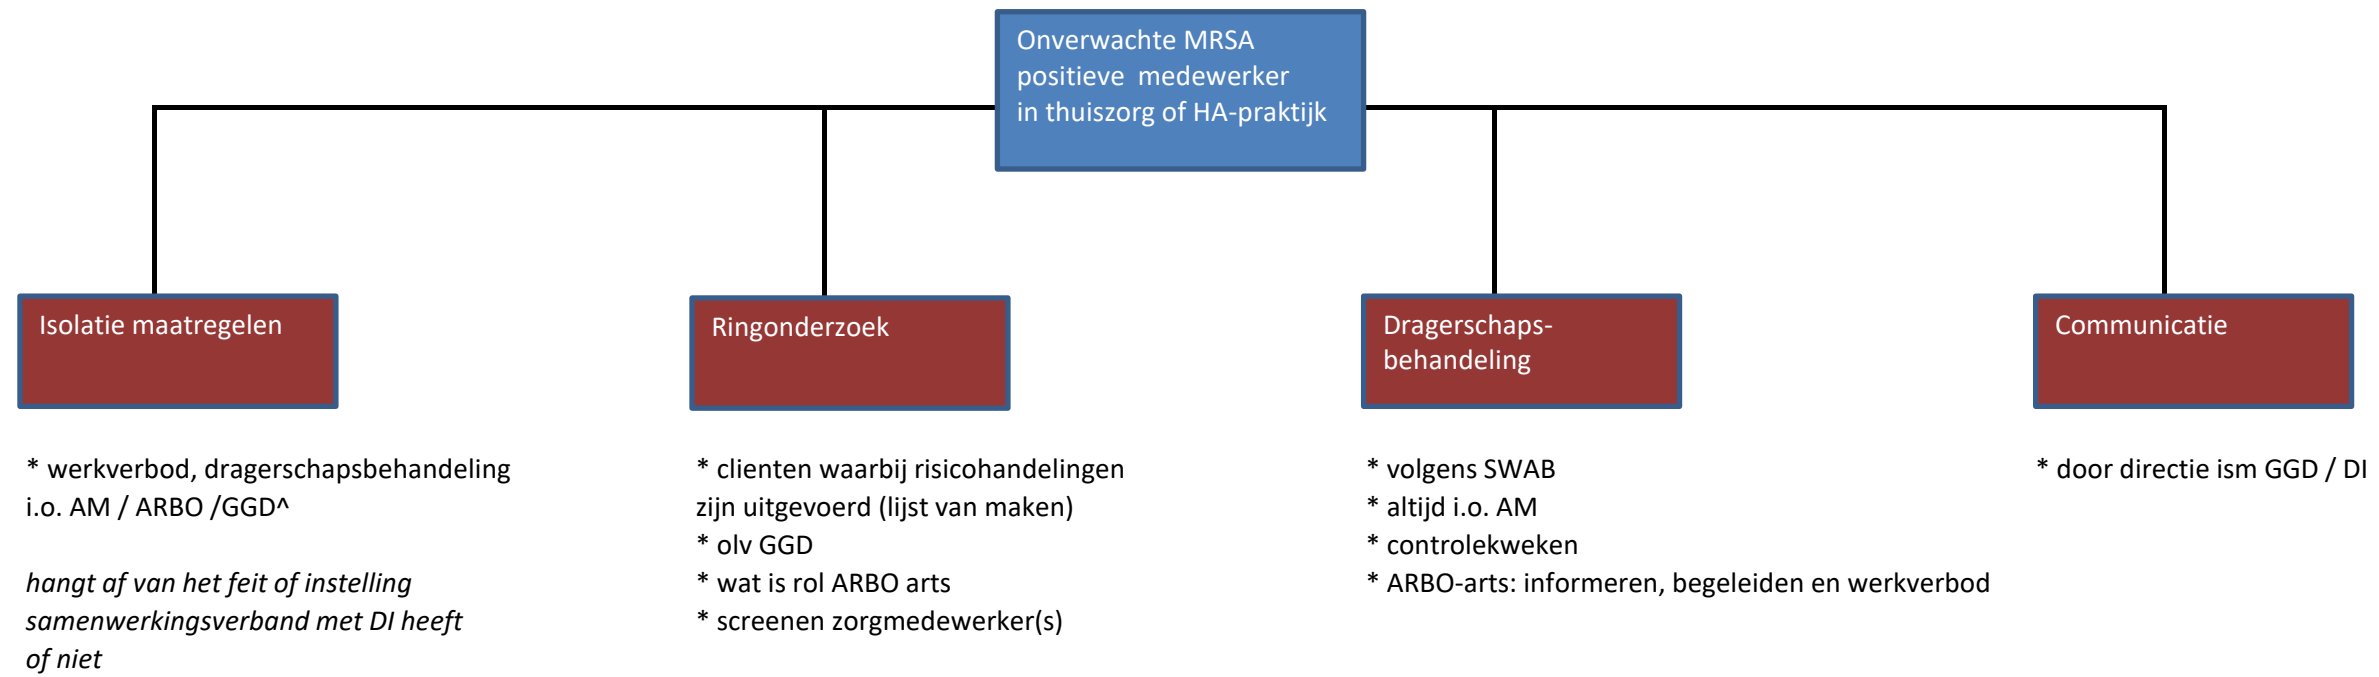 Onverwachte MRSA
positieve  medewerker
in thuiszorg of HA-praktijk
Isolatie maatregelen
* werkverbod, dragerschapsbehandeling
i.o. AM / ARBO /GGD^
hangt af van het feit of instelling
samenwerkingsverband met DI heeft
of niet
Ringonderzoek
* clienten waarbij risicohandelingen
zijn uitgevoerd (lijst van maken)
* olv GGD
* wat is rol ARBO arts
* screenen zorgmedewerker(s)
Dragerschaps-
behandeling
* volgens SWAB
* altijd i.o. AM
* controlekweken
* ARBO-arts: informeren, begeleiden en werkverbod
Communicatie
* door directie ism GGD / DI